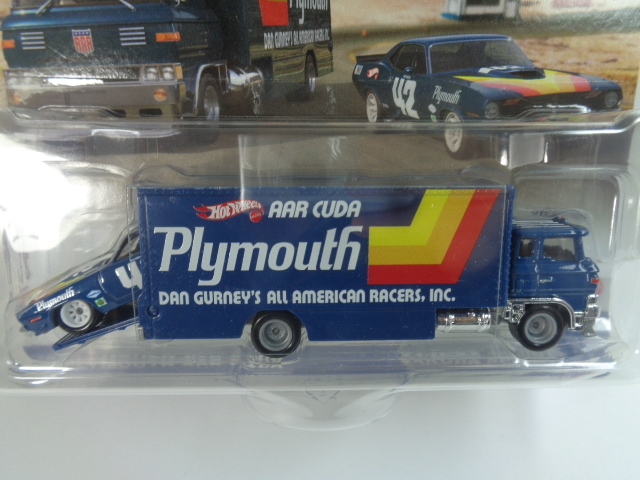 Plymouth
DAN GURNEY'S ALL AMERICAN RACERS, INC.
42
Plymouth
Hot Wheels AAR CUDA
Plymouth
DAN GURNEY'S ALL AMERICAN RACERS, INC.
Plymouth